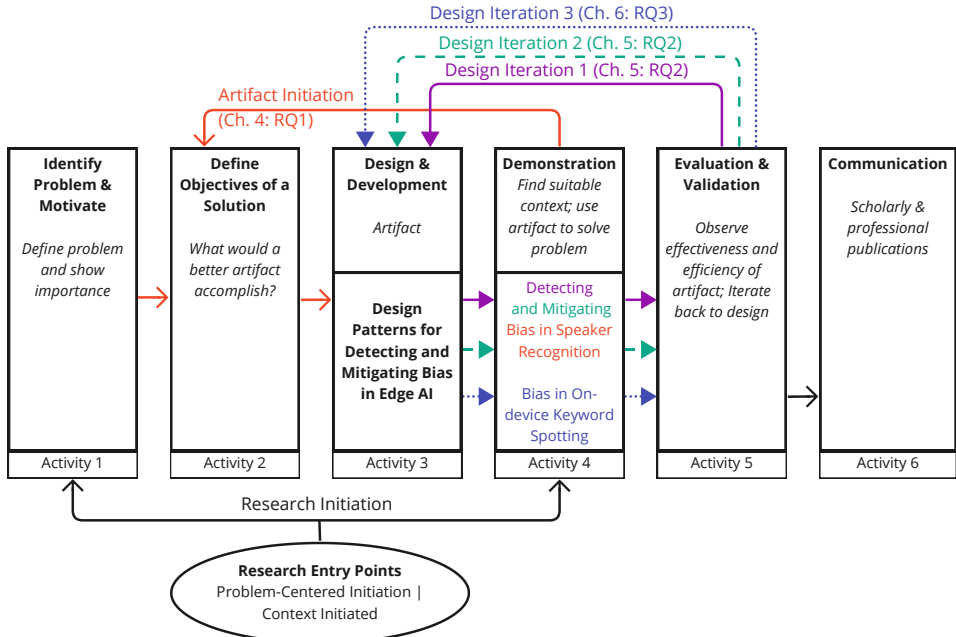 Design Iteration 3 (Ch. 6: RQ3)
Design Iteration 2 (Ch. 5: RQ2)
Design Iteration 1 (Ch. 5: RQ2)
Artifact Initiation
(Ch. 4: RQ1)
Identify
Problem &
Motivate
Define problem
and show
importance
Activity 1
Define
Objectives of a
Solution
What would a
better artifact
accomplish?
Activity 2
Design &
Development
Artifact
Design
Patterns for
Detecting and
Mitigating Bias
in Edge AI
Activity 3
Demonstration
Find suitable
context; use
artifact to solve
problem
Detecting
and Mitigating
Bias in Speaker
Recognition
Bias in On-
device Keyword
Spotting
Activity 4
Evaluation &
Validation
Observe
effectiveness and
efficiency of
artifact; Iterate
back to design
Activity 5
Communication
Scholarly &
professional
publications
Activity 6
Research Initiation
Research Entry Points
Problem-Centered Initiation |
Context Initiated